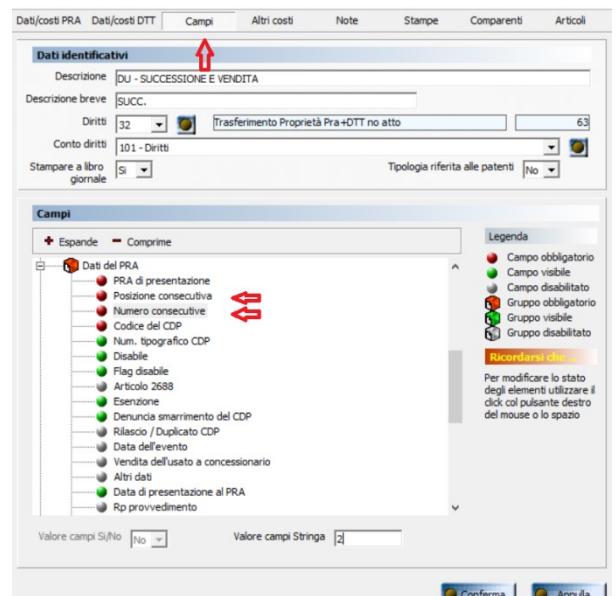 Dati/costi PRA Dati/costi DTT Campi Altri costi Note Stampe Comparenti Articoli
Dati identificativi
Descrizione DU - SUCCESSIONE E VENDITA
Descrizione breve SUCC.
Diritti 32 Trasferimento Proprietà Pra+DTT no atto 63
Conto diritti 101 - Diritti
Stampare a libro giornale Si Tipologia riferita alle patenti No
Campi
Espande Comprime
Dati del PRA
PRA di presentazione
Posizione consecutiva
Numero consecutive
Codice del CDP
Num. tipografico CDP
Disabile
Flag disabile
Articolo 2688
Esenzione
Denuncia smarrimento del CDP
Rilascio / Duplicato CDP
Data dell'evento
Vendita dell'usato a concessionario
Altri dati
Data di presentazione al PRA
Rp provvedimento
Legenda
Campo obbligatorio
Campo visibile
Campo disabilitato
Gruppo obbligatorio
Gruppo visibile
Gruppo disabilitato
Ricordarsi che ...
Per modificare lo stato
degli elementi utilizzare il
click col pulsante destro
del mouse o lo spazio
Valore campi Si/No No Valore campi Stringa 2
Conferma Annulla